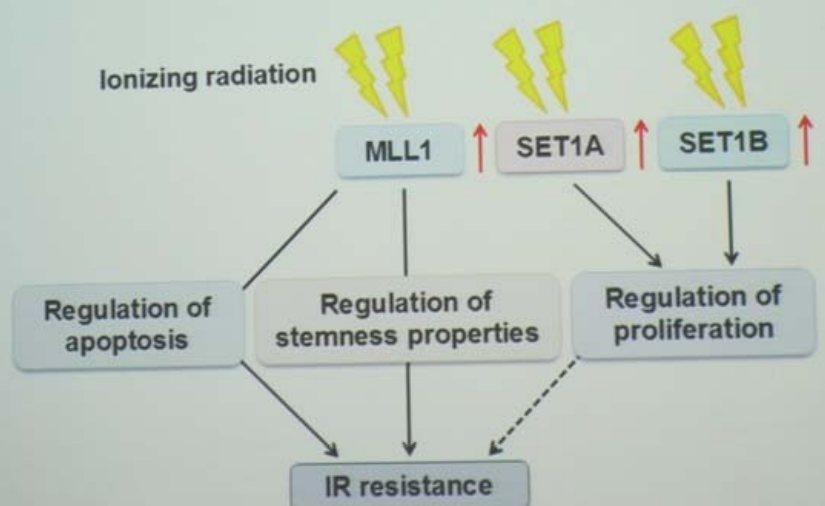 Ionizing radiation
MLL1
SET1A
SET1B
Regulation of
apoptosis
Regulation of
stemness properties
Regulation of
proliferation
IR resistance